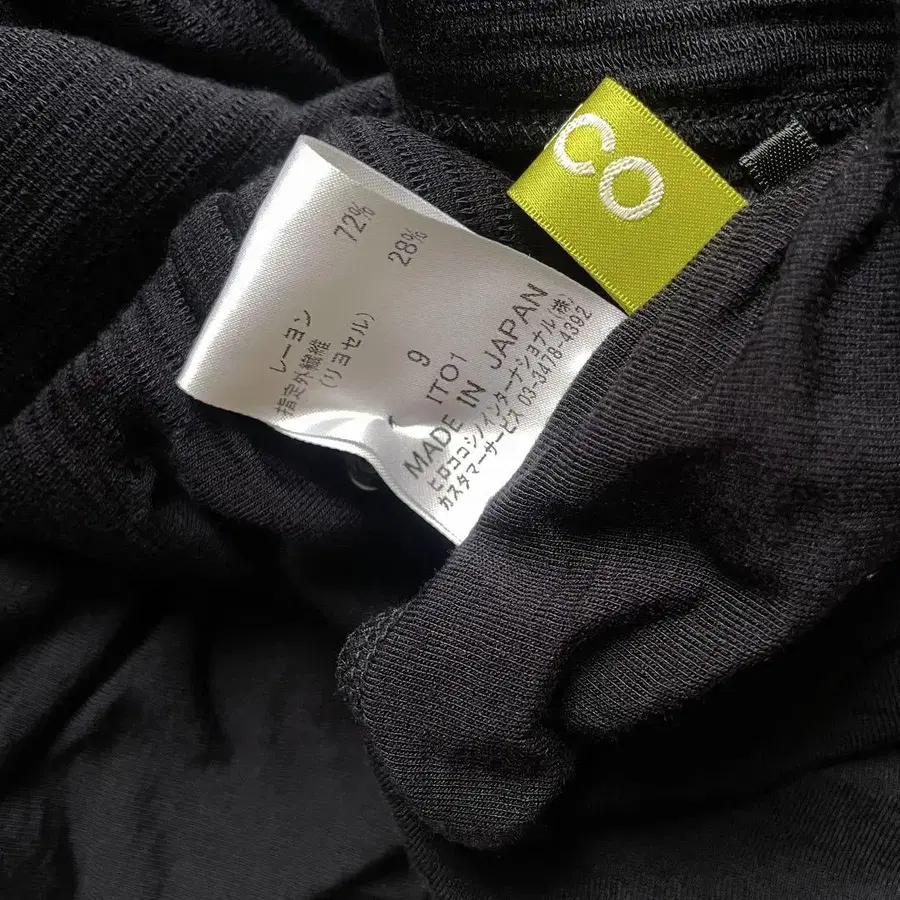 CO
レーヨン 72%
指定外繊維 28%
(リヨセル)
9
ITO1
MADE IN JAPAN
ヒロココシノインターナショナル(株)
カスタマーサービス 03-3478-4392